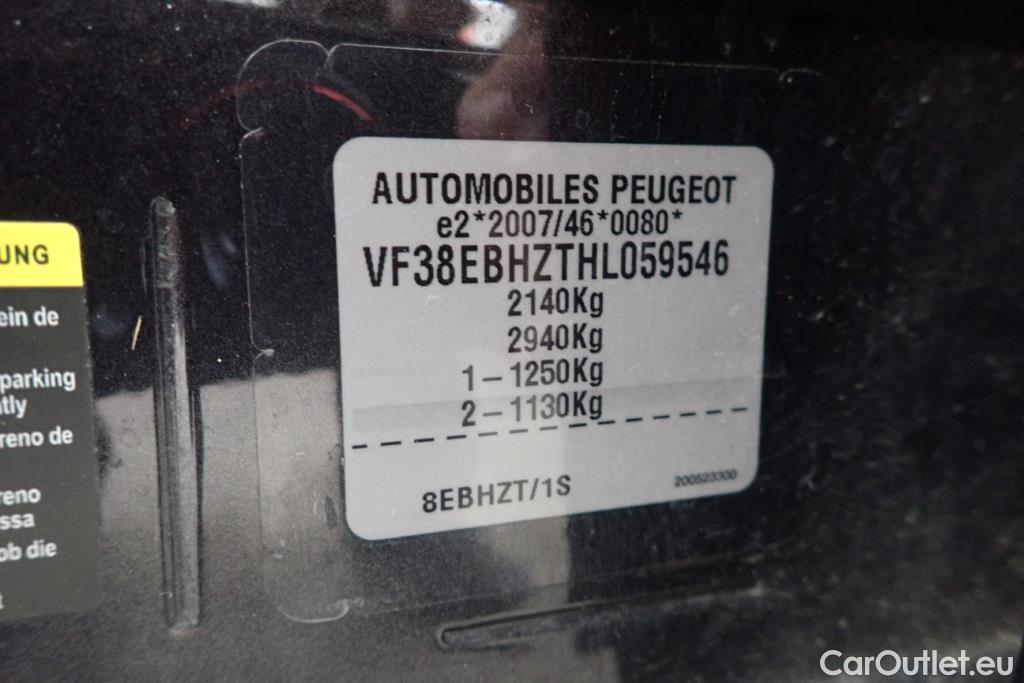 AUTOMOBILES PEUGEOT
e2*2007/46*0080*
VF38EBHZTHL059546
2140Kg
2940Kg
1-1250Kg
2-1130Kg
8EBHZT/1S
200523300
UNG
ein de
parking
tly
reno de
reno
ssa
ob die
t
CarOutlet.eu